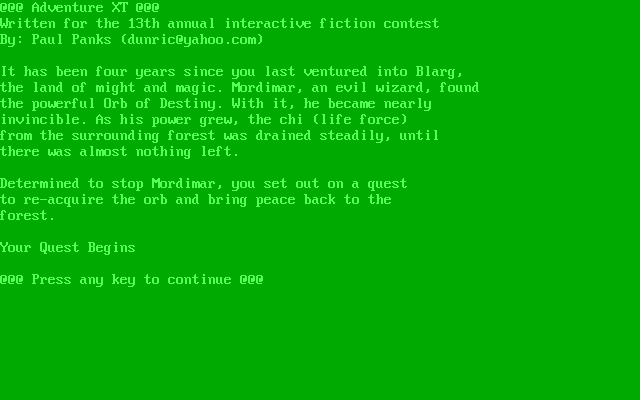 @@@ Adventure XT @@@
Written for the 13th annual interactive fiction contest
By: Paul Panks (dunric@yahoo.com)
It has been four years since you last ventured into Blarg,
the land of might and magic. Mordimar, an evil wizard, found
the powerful Orb of Destiny. With it, he became nearly
invincible. As his power grew, the chi (life force)
from the surrounding forest was drained steadily, until
there was almost nothing left.
Determined to stop Mordimar, you set out on a quest
to re-acquire the orb and bring peace back to the
forest.
Your Quest Begins
@@@ Press any key to continue @@@